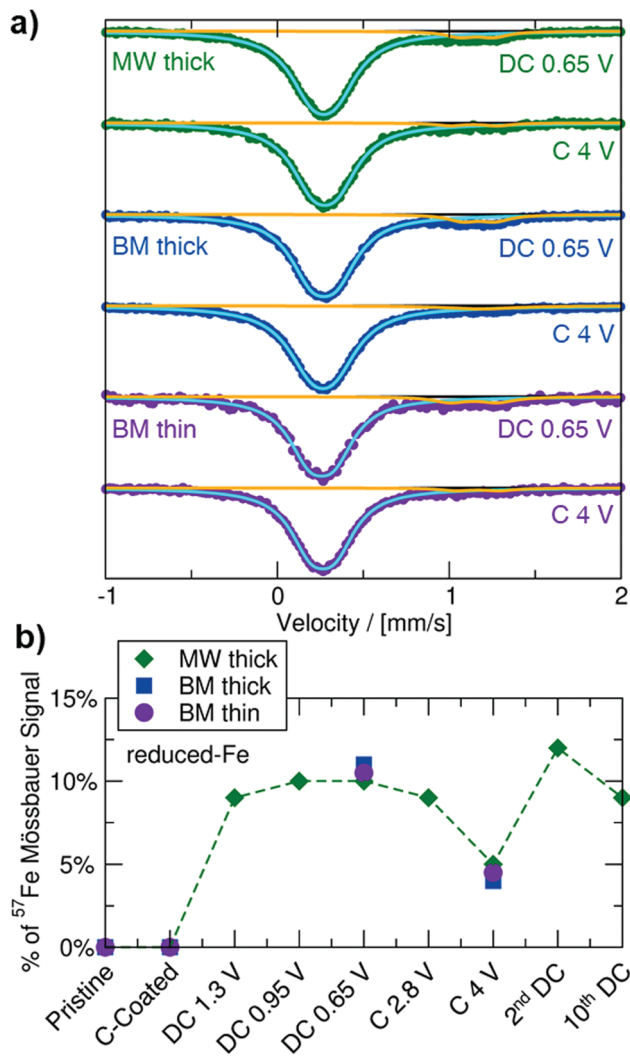 a)
MW thick DC 0.65 V
C 4 V
BM thick DC 0.65 V
C 4 V
BM thin DC 0.65 V
C 4 V
-1 0 1 2
Velocity / [mm/s]
b)
MW thick
BM thick
BM thin
reduced-Fe
15%
10%
5%
0%
% of ⁵⁷Fe Mössbauer Signal
Pristine
C-Coated
DC 1.3 V
DC 0.95 V
DC 0.65 V
C 2.8 V
C 4 V
2ⁿᵈ DC
10ᵗʰ DC